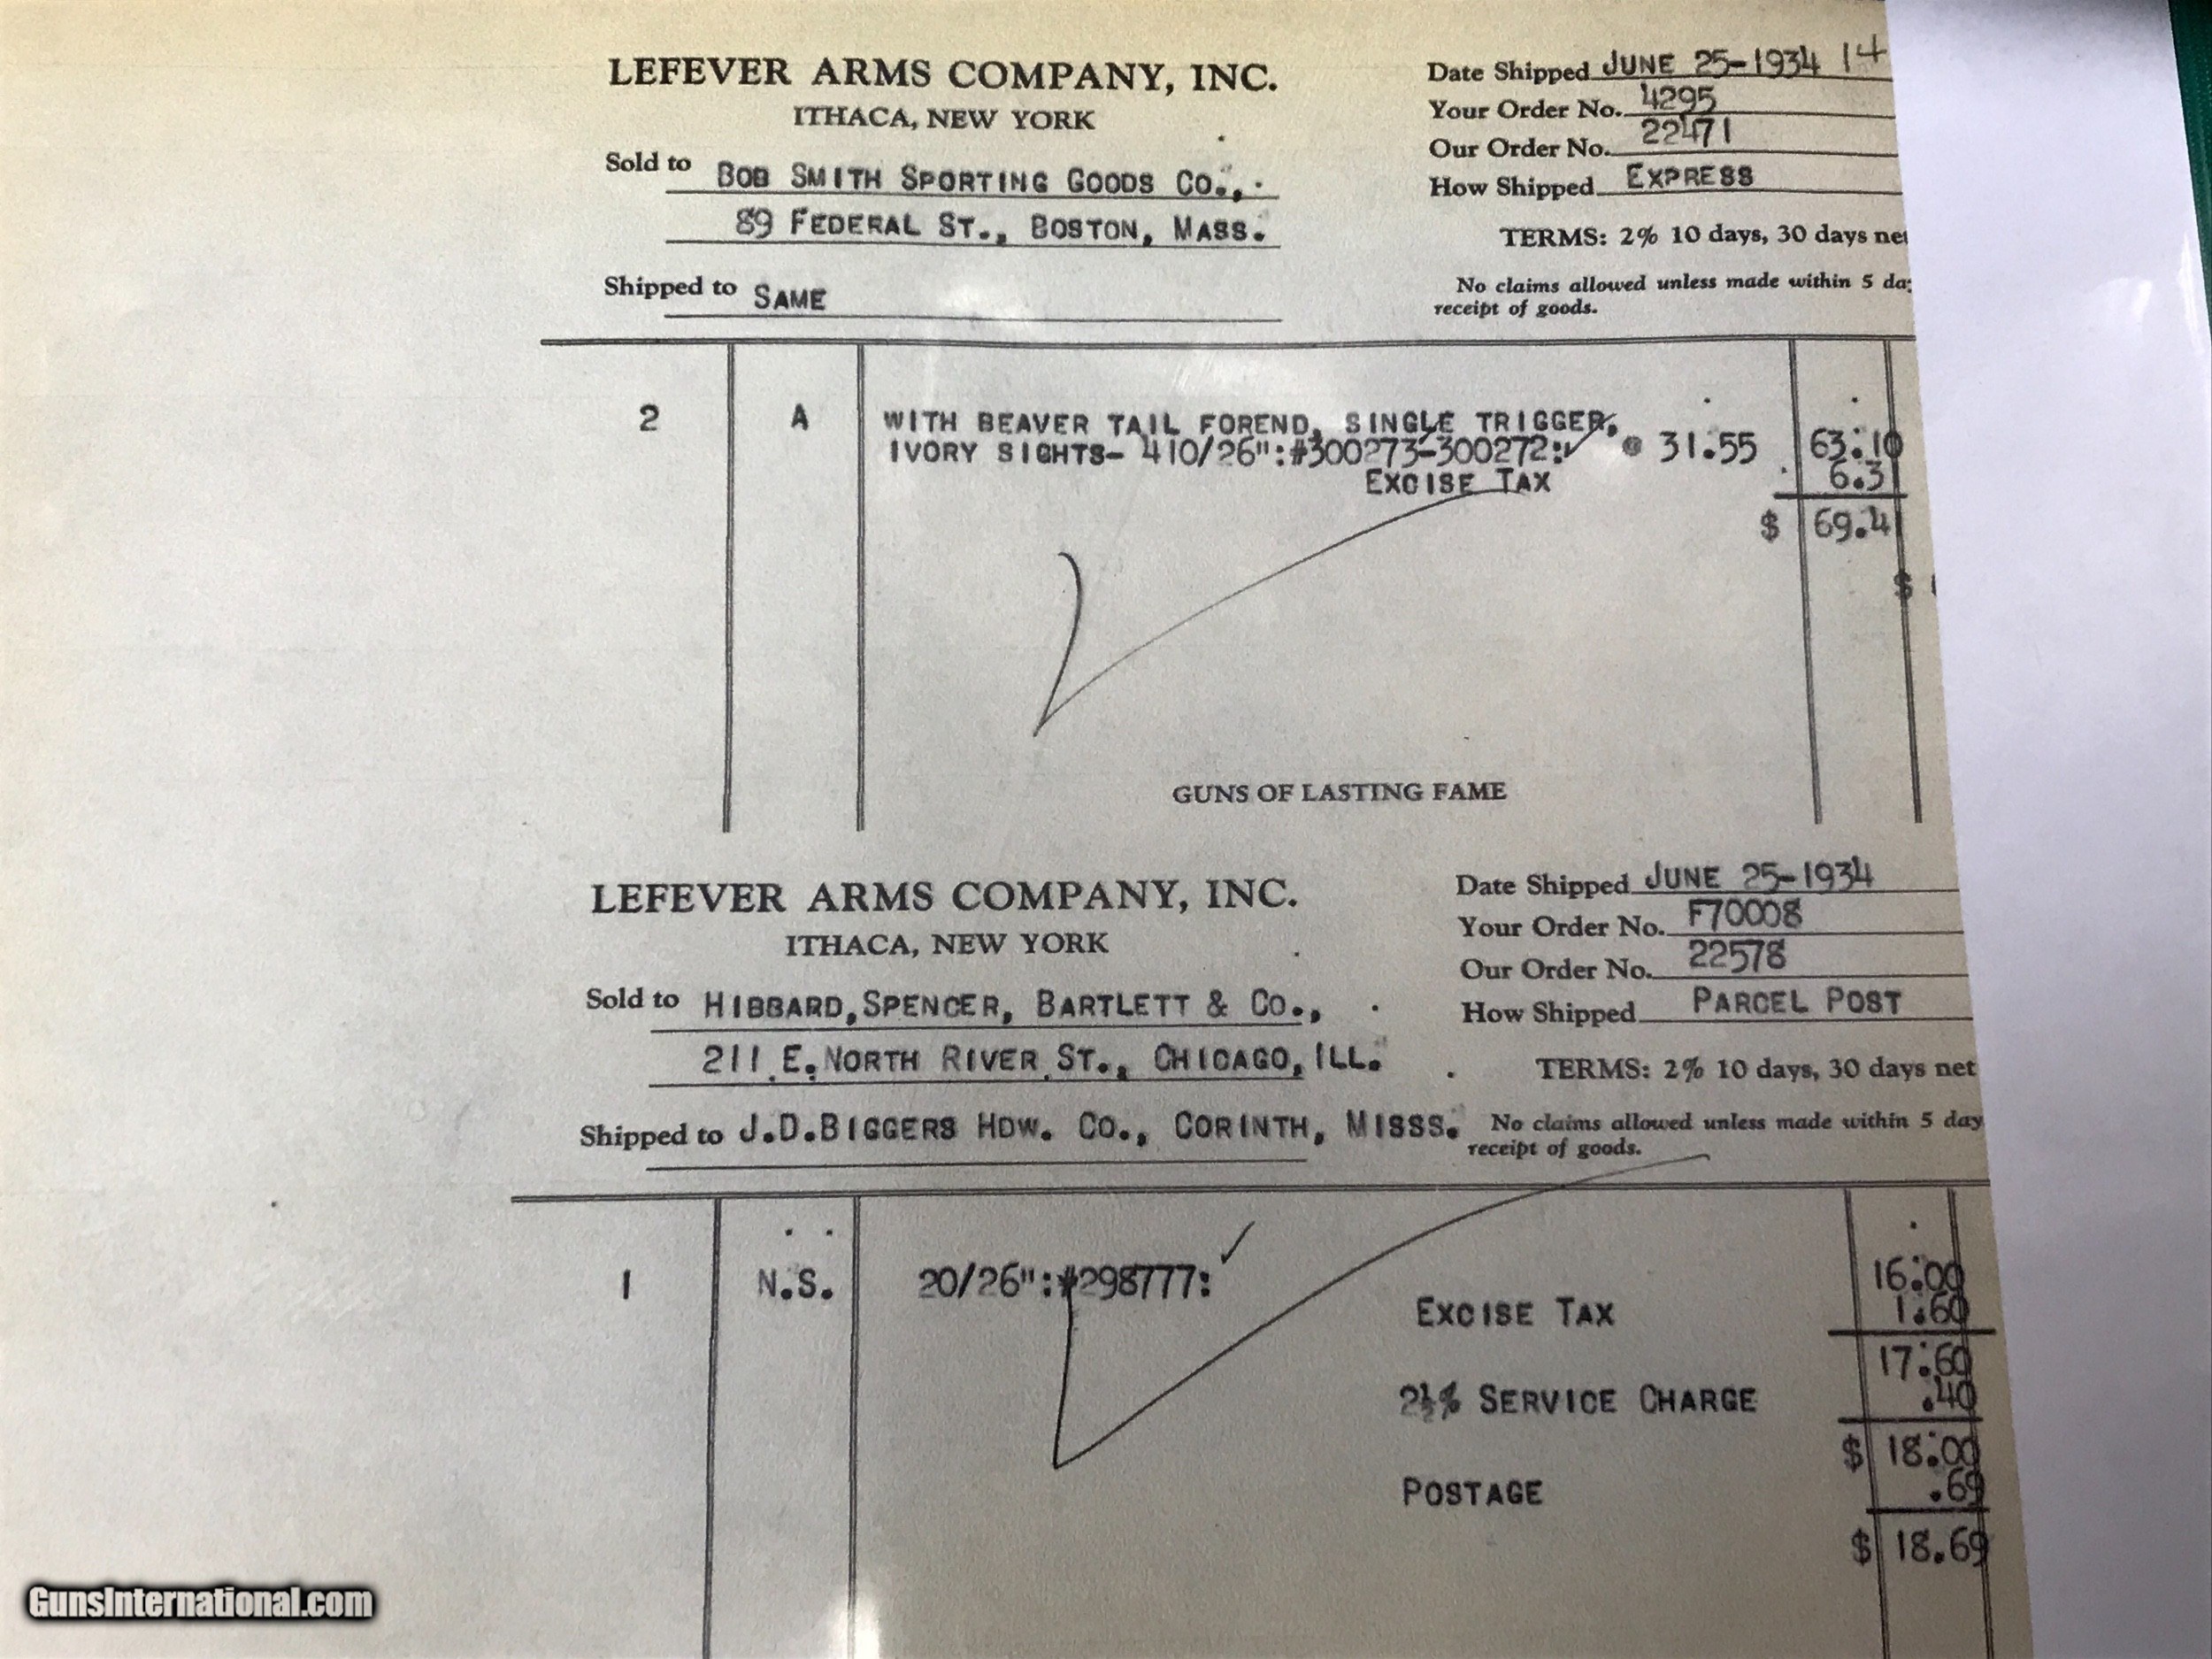 LEFEVER ARMS COMPANY, INC.
ITHACA, NEW YORK
Date Shipped JUNE 25-1934 14
Your Order No. 4295
Our Order No. 22471
How Shipped EXPRESS
Sold to BOB SMITH SPORTING GOODS CO.,
89 FEDERAL ST., BOSTON, MASS.
TERMS: 2% 10 days, 30 days net
Shipped to SAME
No claims allowed unless made within 5 da
receipt of goods.
2 A WITH BEAVER TAIL FOREND, SINGLE TRIGGER,
IVORY SIGHTS- 410/26":#300273-300272: @ 31.55 63.10
EXCISE TAX 6.31
$ 69.4
$
GUNS OF LASTING FAME
LEFEVER ARMS COMPANY, INC.
ITHACA, NEW YORK
Date Shipped JUNE 25-1934
Your Order No. F70008
Our Order No. 22578
How Shipped PARCEL POST
Sold to HIBBARD, SPENCER, BARTLETT & CO.,
211 E. NORTH RIVER ST., CHICAGO, ILL.
TERMS: 2% 10 days, 30 days net
Shipped to J.D.BIGGERS HDW. CO., CORINTH, MISSS.
No claims allowed unless made within 5 day
receipt of goods.
1 N.S. 20/26":#298777: 16.00
EXCISE TAX 1.60
17.60
2½% SERVICE CHARGE .40
$ 18.00
POSTAGE .69
$ 18.69
GunsInternational.com